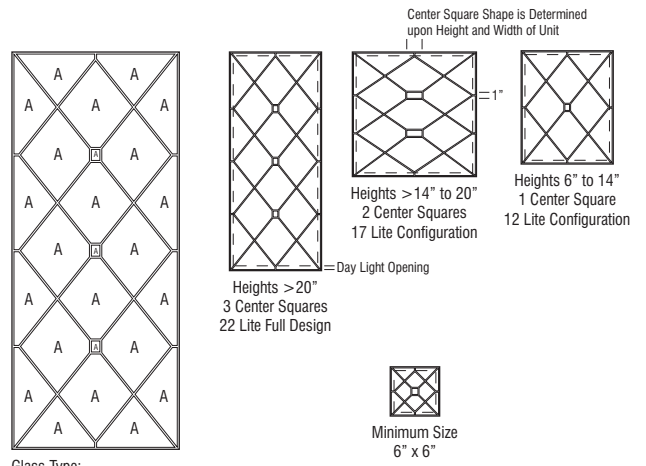 Center Square Shape is Determined
upon Height and Width of Unit
A A
A A A
A A A
A A A
A A A
A A A
A A A
A A A
A A
1”
Heights >14” to 20”
2 Center Squares
17 Lite Configuration
Heights 6” to 14”
1 Center Square
12 Lite Configuration
Day Light Opening
Heights >20”
3 Center Squares
22 Lite Full Design
Minimum Size
6” x 6”
Glass Type: